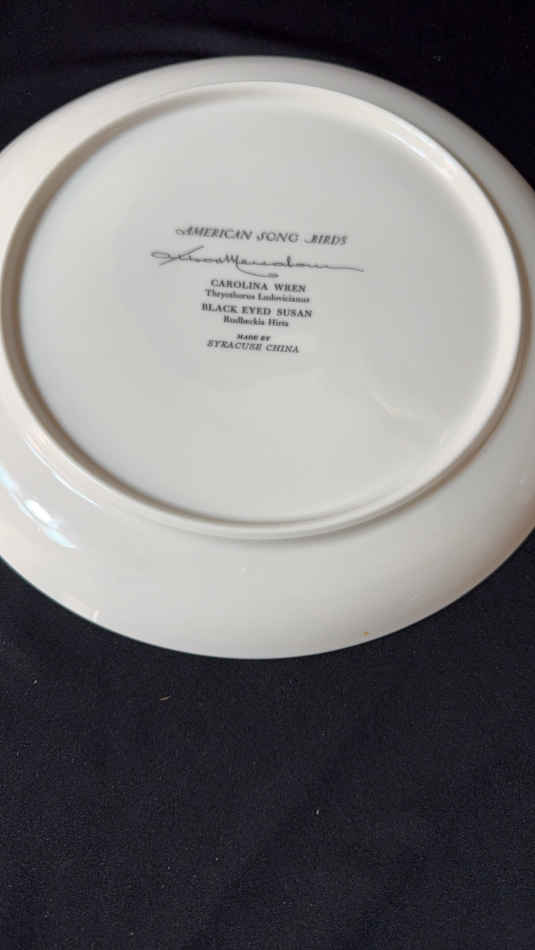 AMERICAN SONG BIRDS
CAROLINA WREN
Thryothorus Ludovicianus
BLACK EYED SUSAN
Rudbeckia Hirta
MADE BY
SYRACUSE CHINA